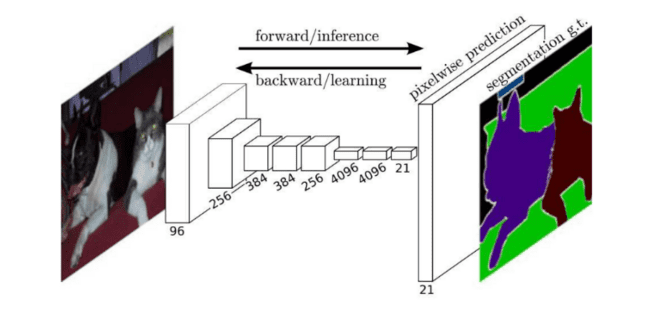 forward/inference
backward/learning
pixelwise prediction
segmentation g.t.
96
256
384
384
256
4096
4096
21
21